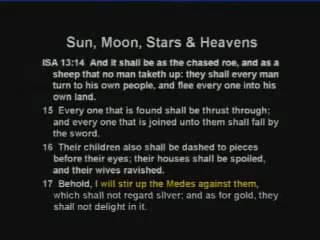 Sun, Moon, Stars & Heavens
ISA 13:14 And it shall be as the chased roe, and as a
sheep that no man taketh up: they shall every man
turn to his own people, and flee every one into his
own land.
15 Every one that is found shall be thrust through;
and every one that is joined unto them shall fall by
the sword.
16 Their children also shall be dashed to pieces
before their eyes; their houses shall be spoiled,
and their wives ravished.
17 Behold, I will stir up the Medes against them,
which shall not regard silver; and as for gold, they
shall not delight in it.